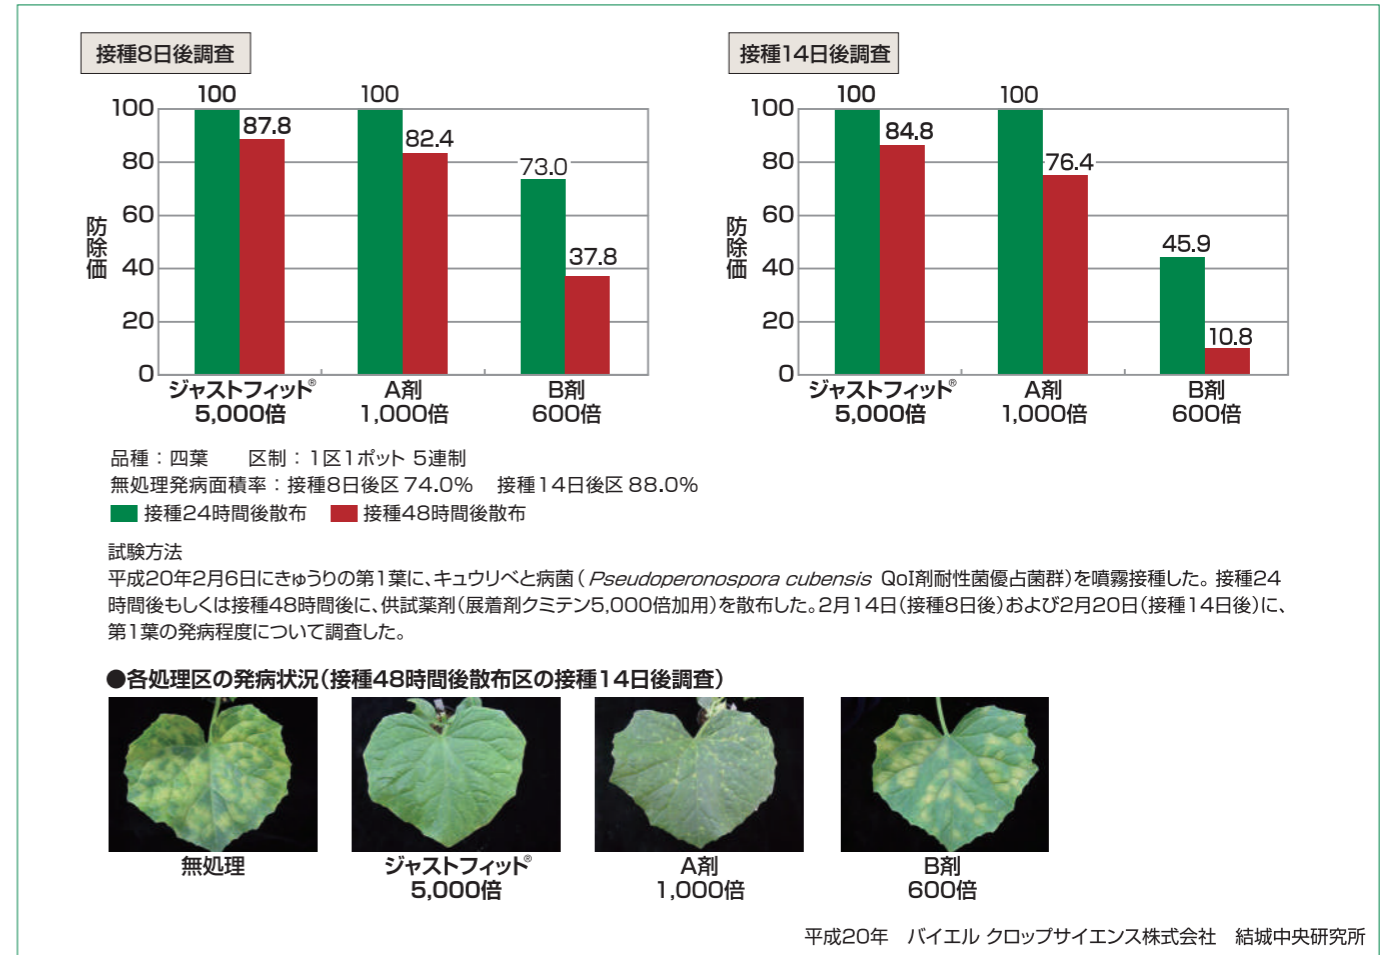 接種8日後調査
防除価
100
80
60
40
20
0
100
87.8
100
82.4
73.0
37.8
ジャストフィット®
5,000倍
A剤
1,000倍
B剤
600倍
接種14日後調査
防除価
100
80
60
40
20
0
100
84.8
100
76.4
45.9
10.8
ジャストフィット®
5,000倍
A剤
1,000倍
B剤
600倍
品種：四葉　区制：1区1ポット 5連制
無処理発病面積率：接種8日後区 74.0%　接種14日後区 88.0%
接種24時間後散布　接種48時間後散布
試験方法
平成20年2月6日にきゅうりの第1葉に、キュウリべと病菌（Pseudoperonospora cubensis QoI剤耐性菌優占菌群）を噴霧接種した。接種24
時間後もしくは接種48時間後に、供試薬剤（展着剤クミテン5,000倍加用）を散布した。2月14日（接種8日後）および2月20日（接種14日後）に、
第1葉の発病程度について調査した。
●各処理区の発病状況（接種48時間後散布区の接種14日後調査）
無処理
ジャストフィット®
5,000倍
A剤
1,000倍
B剤
600倍
平成20年　バイエル クロップサイエンス株式会社　結城中央研究所